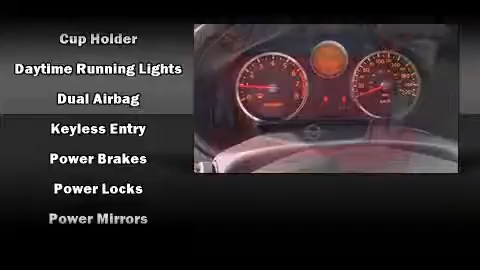 Cup Holder
Daytime Running Lights
Dual Airbag
Keyless Entry
Power Brakes
Power Locks
Power Mirrors